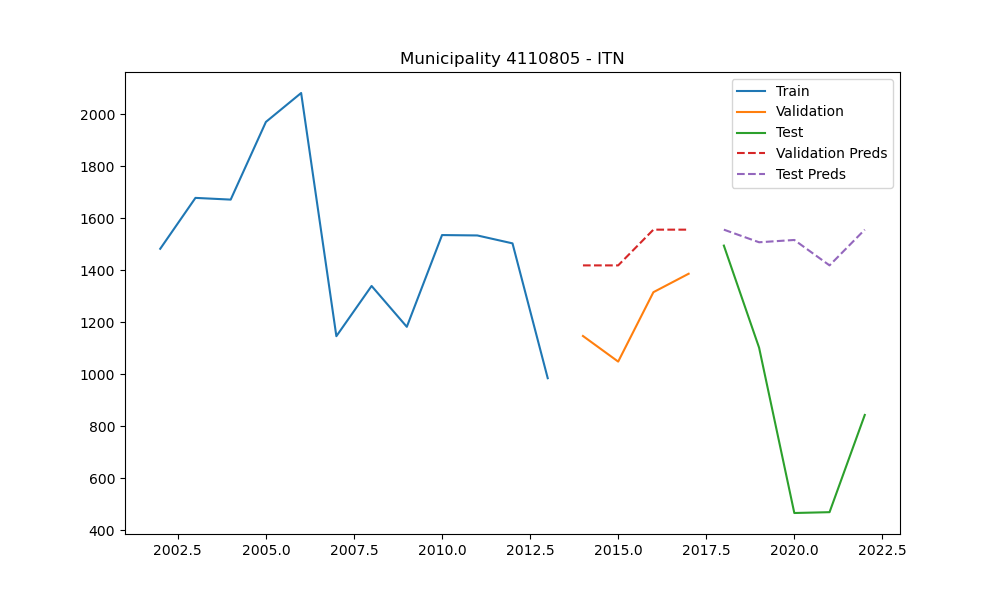 Municipality 4110805 - ITN
Train
Validation
Test
Validation Preds
Test Preds
2000
1800
1600
1400
1200
1000
800
600
400
2002.5 2005.0 2007.5 2010.0 2012.5 2015.0 2017.5 2020.0 2022.5